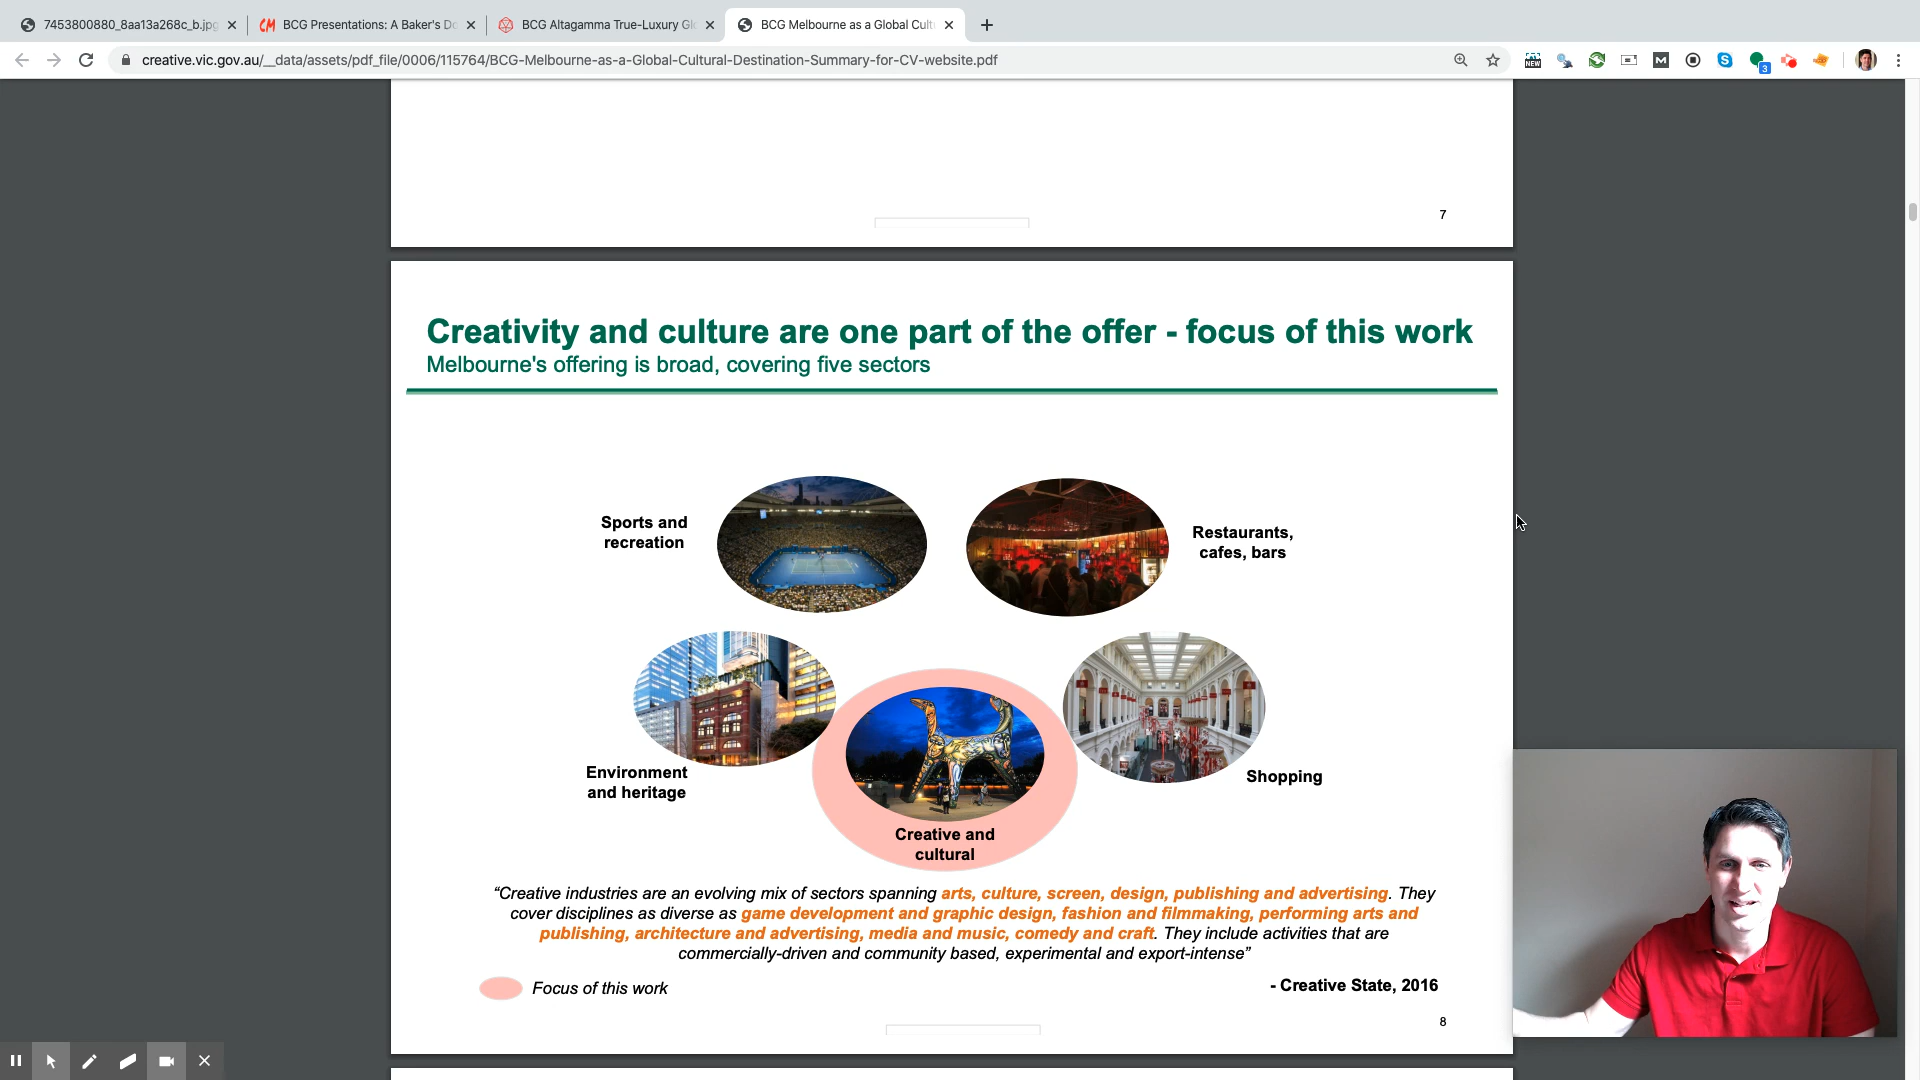 7453800880_8aa13a268c_b.jpg
BCG Presentations: A Baker's Do
BCG Altagamma True-Luxury Gl
BCG Melbourne as a Global Cult
creative.vic.gov.au/__data/assets/pdf_file/0006/115764/BCG-Melbourne-as-a-Global-Cultural-Destination-Summary-for-CV-website.pdf
NEW
M
S
3
7
Creativity and culture are one part of the offer - focus of this work
Melbourne's offering is broad, covering five sectors
Sports and
recreation
Restaurants,
cafes, bars
Environment
and heritage
Shopping
Creative and
cultural
“Creative industries are an evolving mix of sectors spanning arts, culture, screen, design, publishing and advertising. They
cover disciplines as diverse as game development and graphic design, fashion and filmmaking, performing arts and
publishing, architecture and advertising, media and music, comedy and craft. They include activities that are
commercially-driven and community based, experimental and export-intense”
Focus of this work
- Creative State, 2016
8